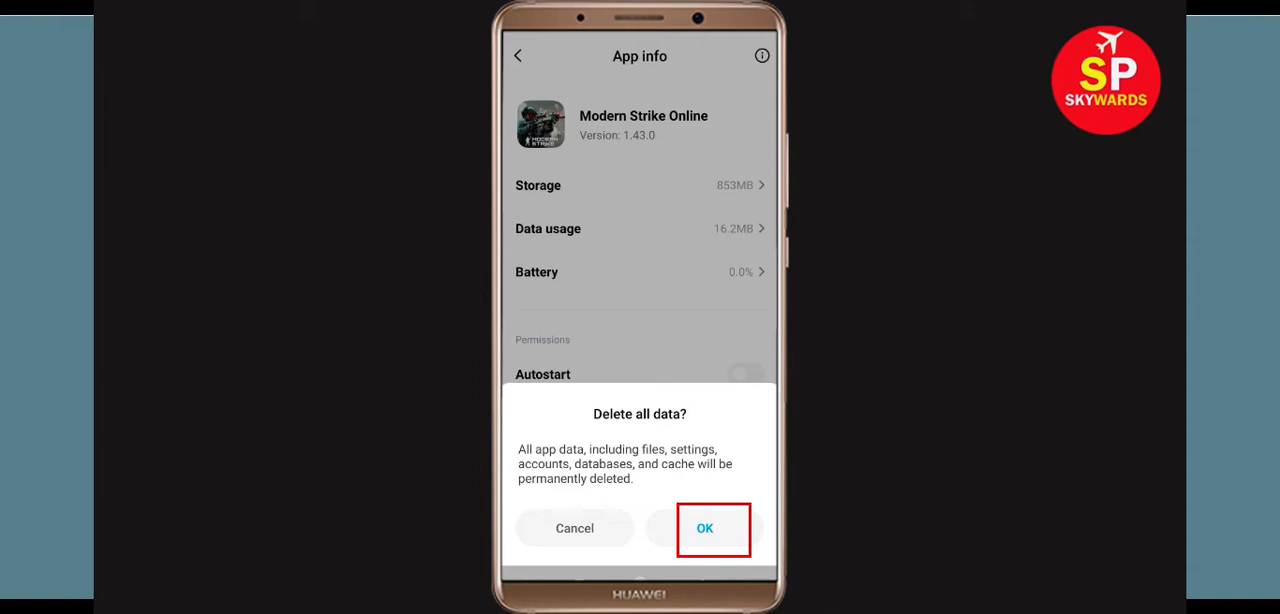 App info
SP
SKYWARDS
Modern Strike Online
Version: 1.43.0
MODERN
STRIKE
Storage 853MB
Data usage 16.2MB
Battery 0.0%
Permissions
Autostart
Delete all data?
All app data, including files, settings,
accounts, databases, and cache will be
permanently deleted.
Cancel OK
HUAWEI